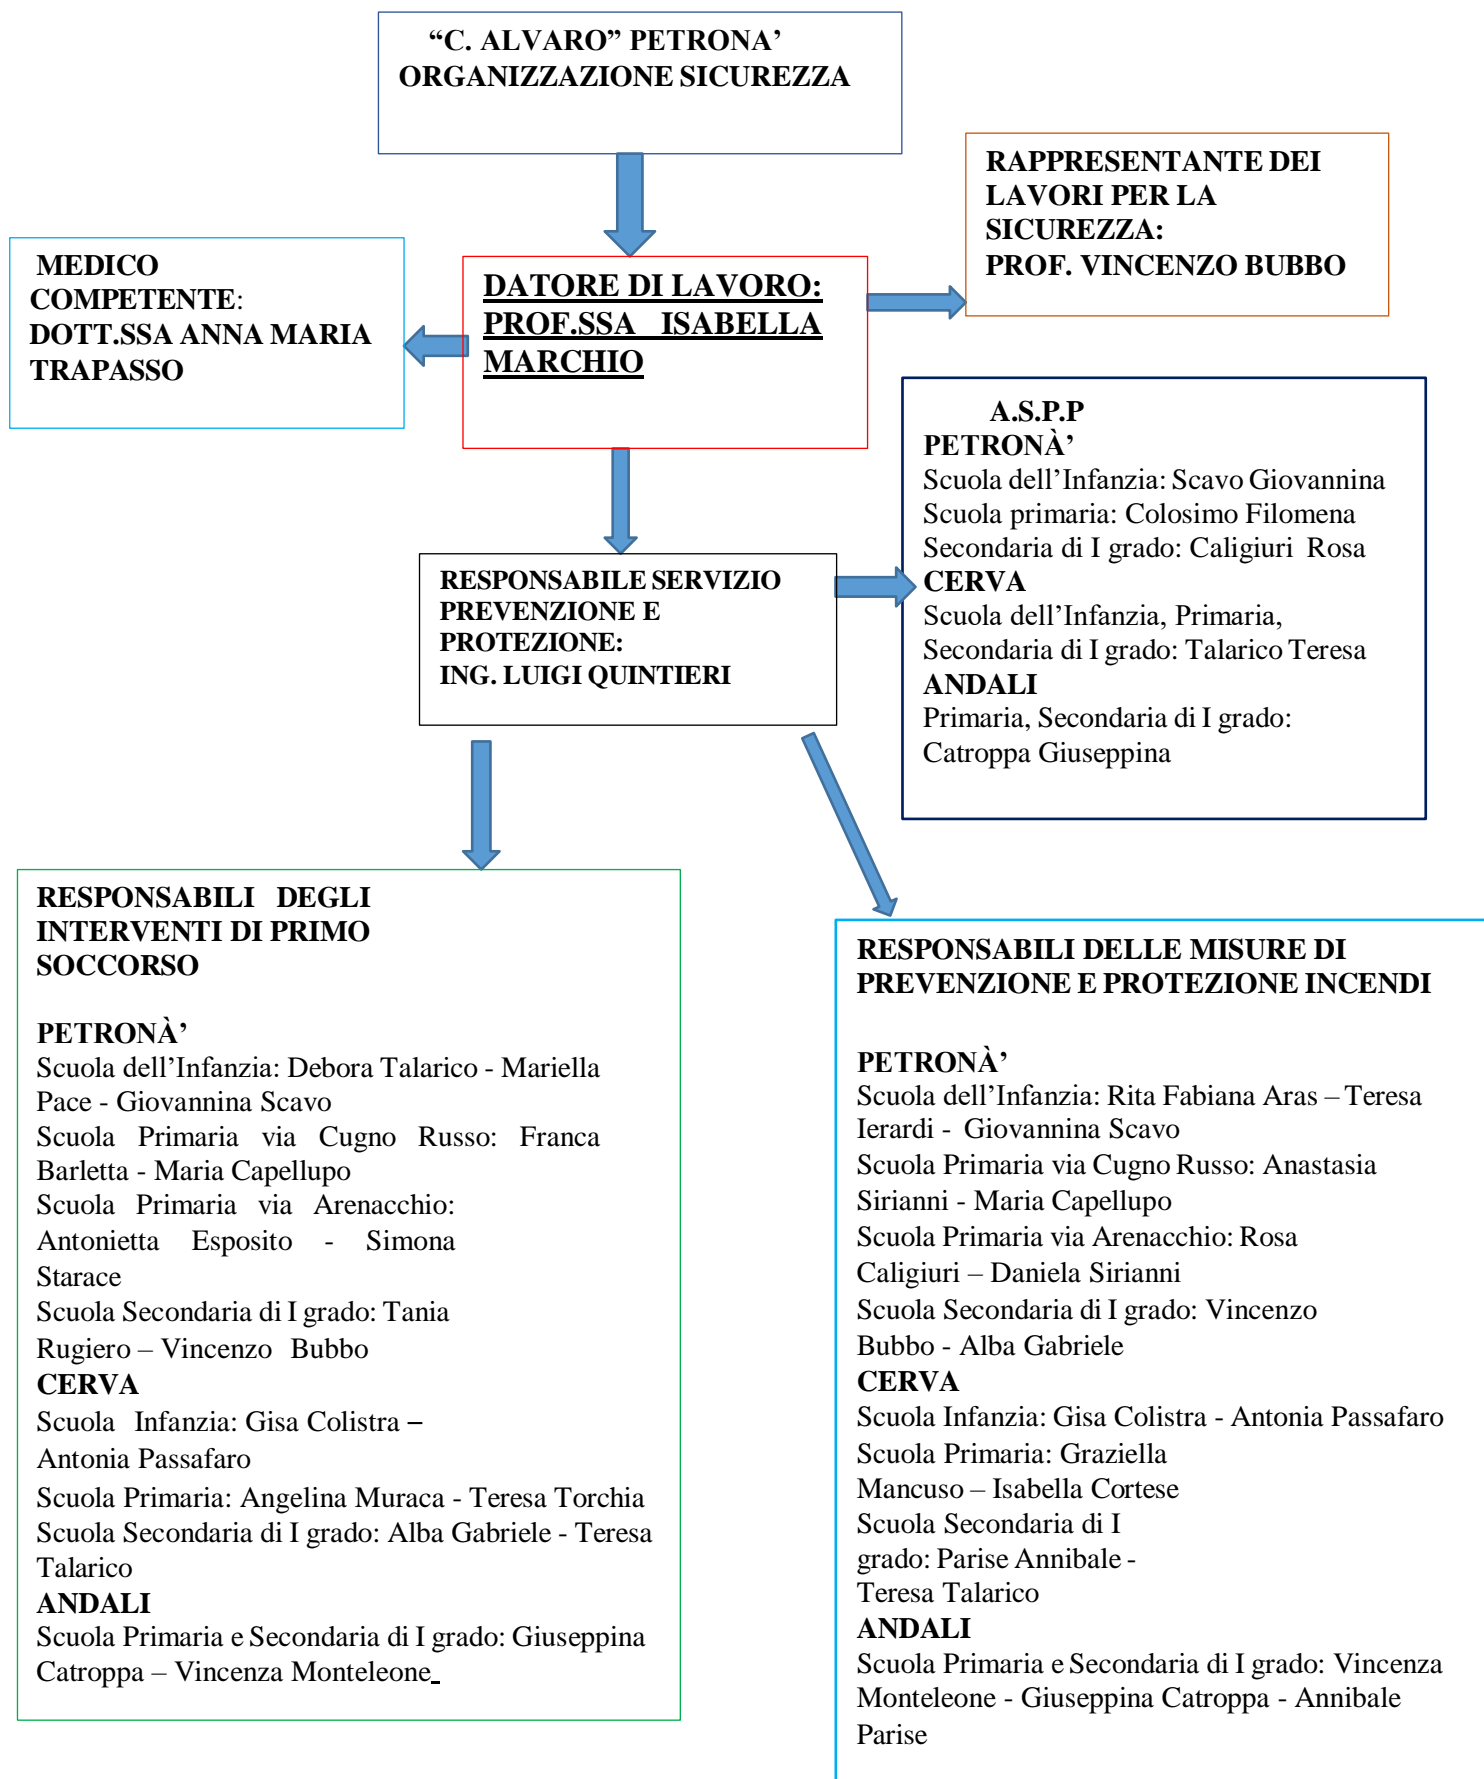 “C. ALVARO” PETRONA’
ORGANIZZAZIONE SICUREZZA
RAPPRESENTANTE DEI
LAVORI PER LA
SICUREZZA:
PROF. VINCENZO BUBBO
MEDICO
COMPETENTE:
DOTT.SSA ANNA MARIA
TRAPASSO
DATORE DI LAVORO:
PROF.SSA ISABELLA
MARCHIO
A.S.P.P
PETRONÀ’
Scuola dell’Infanzia: Scavo Giovannina
Scuola primaria: Colosimo Filomena
Secondaria di I grado: Caligiuri Rosa
CERVA
Scuola dell’Infanzia, Primaria,
Secondaria di I grado: Talarico Teresa
ANDALI
Primaria, Secondaria di I grado:
Catroppa Giuseppina
RESPONSABILE SERVIZIO
PREVENZIONE E
PROTEZIONE:
ING. LUIGI QUINTIERI
RESPONSABILI DEGLI
INTERVENTI DI PRIMO
SOCCORSO
PETRONÀ’
Scuola dell’Infanzia: Debora Talarico - Mariella
Pace - Giovannina Scavo
Scuola Primaria via Cugno Russo: Franca
Barletta - Maria Capellupo
Scuola Primaria via Arenacchio:
Antonietta Esposito - Simona
Starace
Scuola Secondaria di I grado: Tania
Rugiero – Vincenzo Bubbo
CERVA
Scuola Infanzia: Gisa Colistra –
Antonia Passafaro
Scuola Primaria: Angelina Muraca - Teresa Torchia
Scuola Secondaria di I grado: Alba Gabriele - Teresa
Talarico
ANDALI
Scuola Primaria e Secondaria di I grado: Giuseppina
Catroppa – Vincenza Monteleone
RESPONSABILI DELLE MISURE DI
PREVENZIONE E PROTEZIONE INCENDI
PETRONÀ’
Scuola dell’Infanzia: Rita Fabiana Aras – Teresa
Ierardi - Giovannina Scavo
Scuola Primaria via Cugno Russo: Anastasia
Sirianni - Maria Capellupo
Scuola Primaria via Arenacchio: Rosa
Caligiuri – Daniela Sirianni
Scuola Secondaria di I grado: Vincenzo
Bubbo - Alba Gabriele
CERVA
Scuola Infanzia: Gisa Colistra - Antonia Passafaro
Scuola Primaria: Graziella
Mancuso – Isabella Cortese
Scuola Secondaria di I
grado: Parise Annibale -
Teresa Talarico
ANDALI
Scuola Primaria e Secondaria di I grado: Vincenza
Monteleone - Giuseppina Catroppa - Annibale
Parise